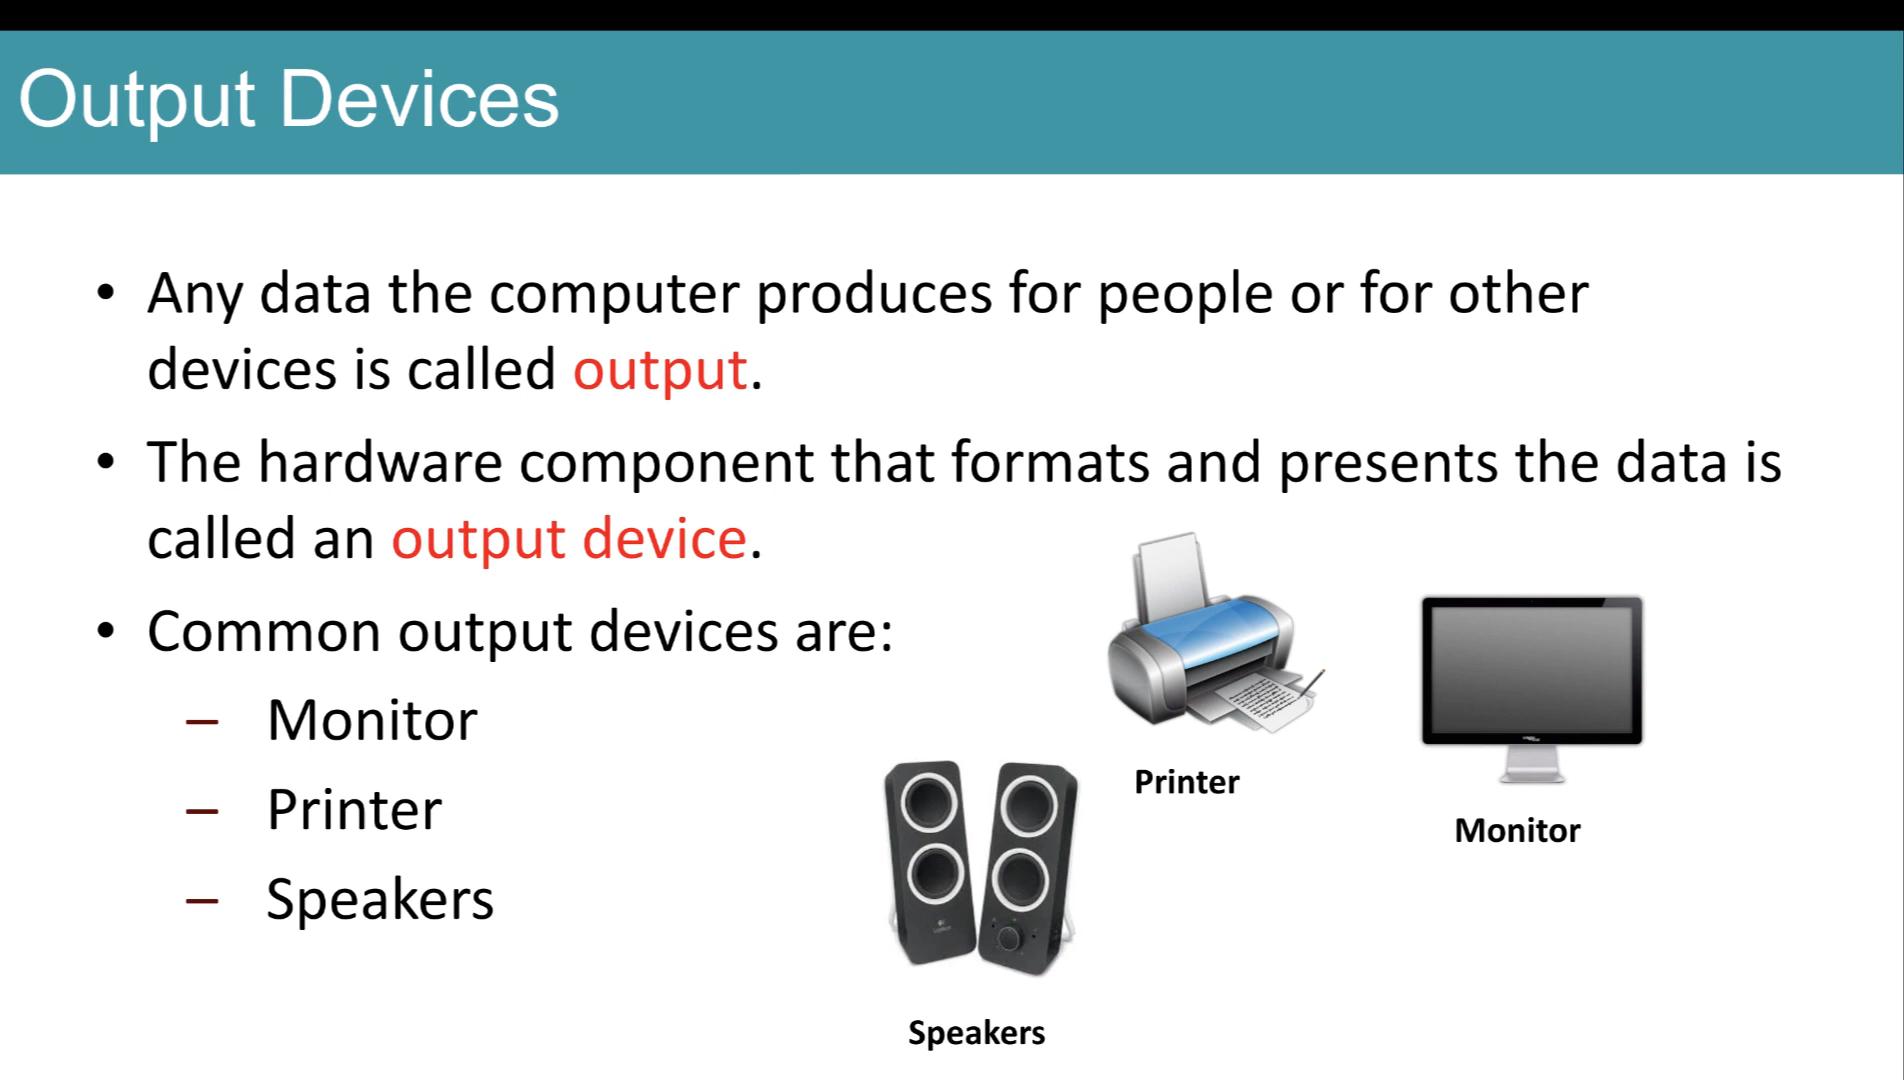 Output Devices
• Any data the computer produces for people or for other
devices is called output.
• The hardware component that formats and presents the data is
called an output device.
• Common output devices are:
– Monitor
– Printer
– Speakers
Printer
Monitor
Speakers